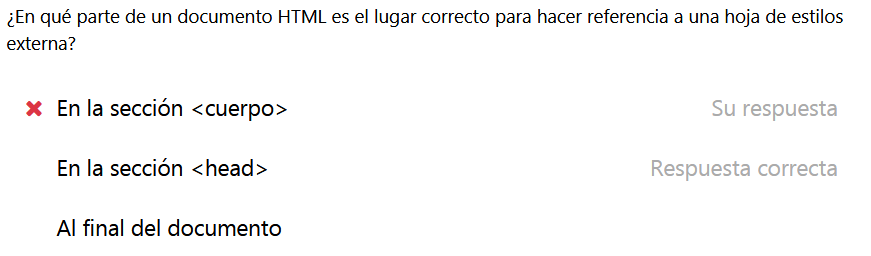 ¿En qué parte de un documento HTML es el lugar correcto para hacer referencia a una hoja de estilos
externa?
En la sección <cuerpo> Su respuesta
En la sección <head> Respuesta correcta
Al final del documento